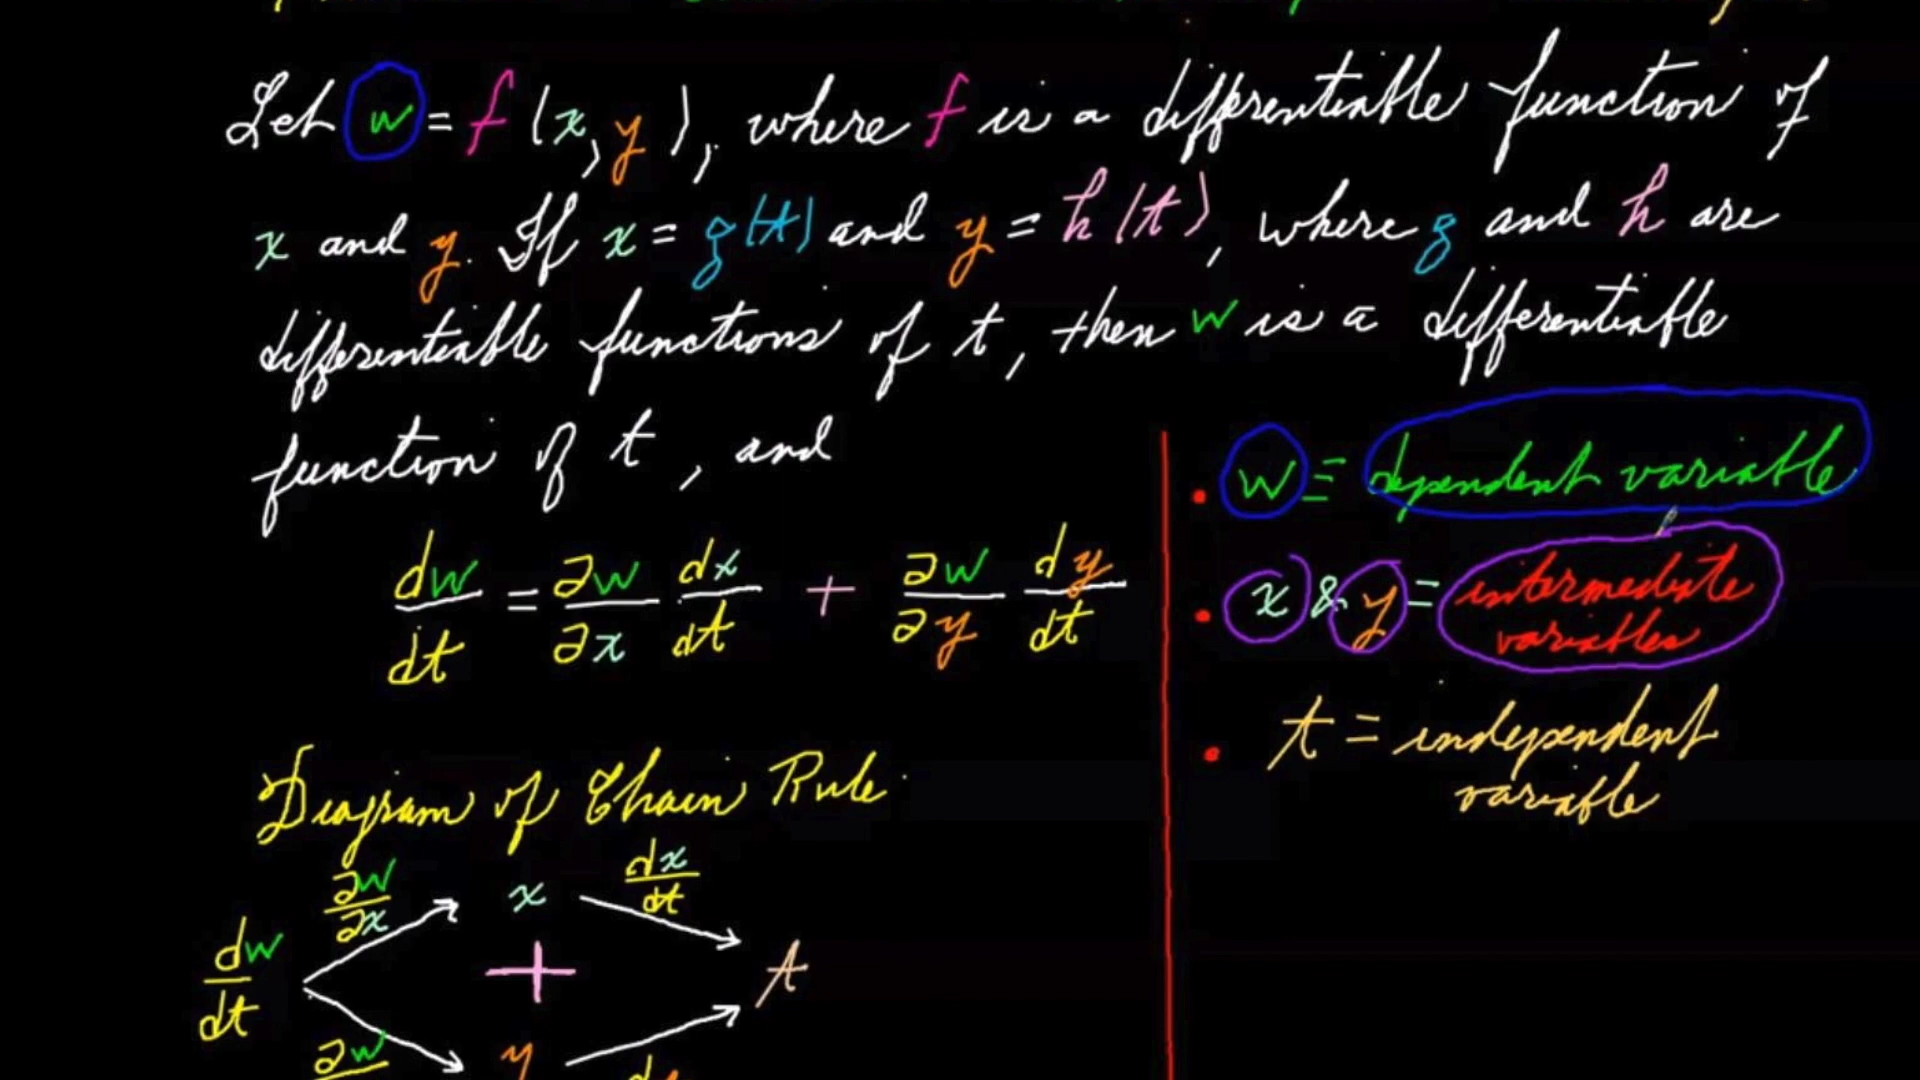 Let w = f(x, y), where f is a differentiable function of
x and y. If x = g(t) and y = h(t), where g and h are
differentiable functions of t, then w is a differentiable
function of t, and
dw/dt = ∂w/∂x dx/dt + ∂w/∂y dy/dt
• w ≡ dependent variable
• x & y = intermediate
variables
• t = independent
variable
Diagram of Chain Rule
∂w/∂x x dx/dt
dw/dt + t
∂w y